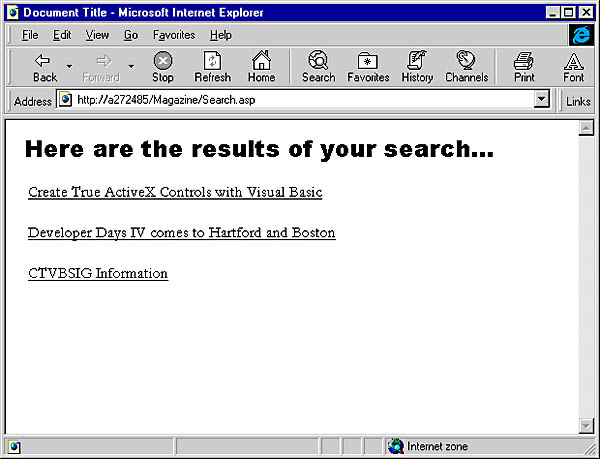 Document Title - Microsoft Internet Explorer
File Edit View Go Favorites Help
Back Forward Stop Refresh Home Search Favorites History Channels Print Font
Address http://a272485/Magazine/Search.asp Links
Here are the results of your search...
Create True ActiveX Controls with Visual Basic
Developer Days IV comes to Hartford and Boston
CTVBSIG Information
Internet zone